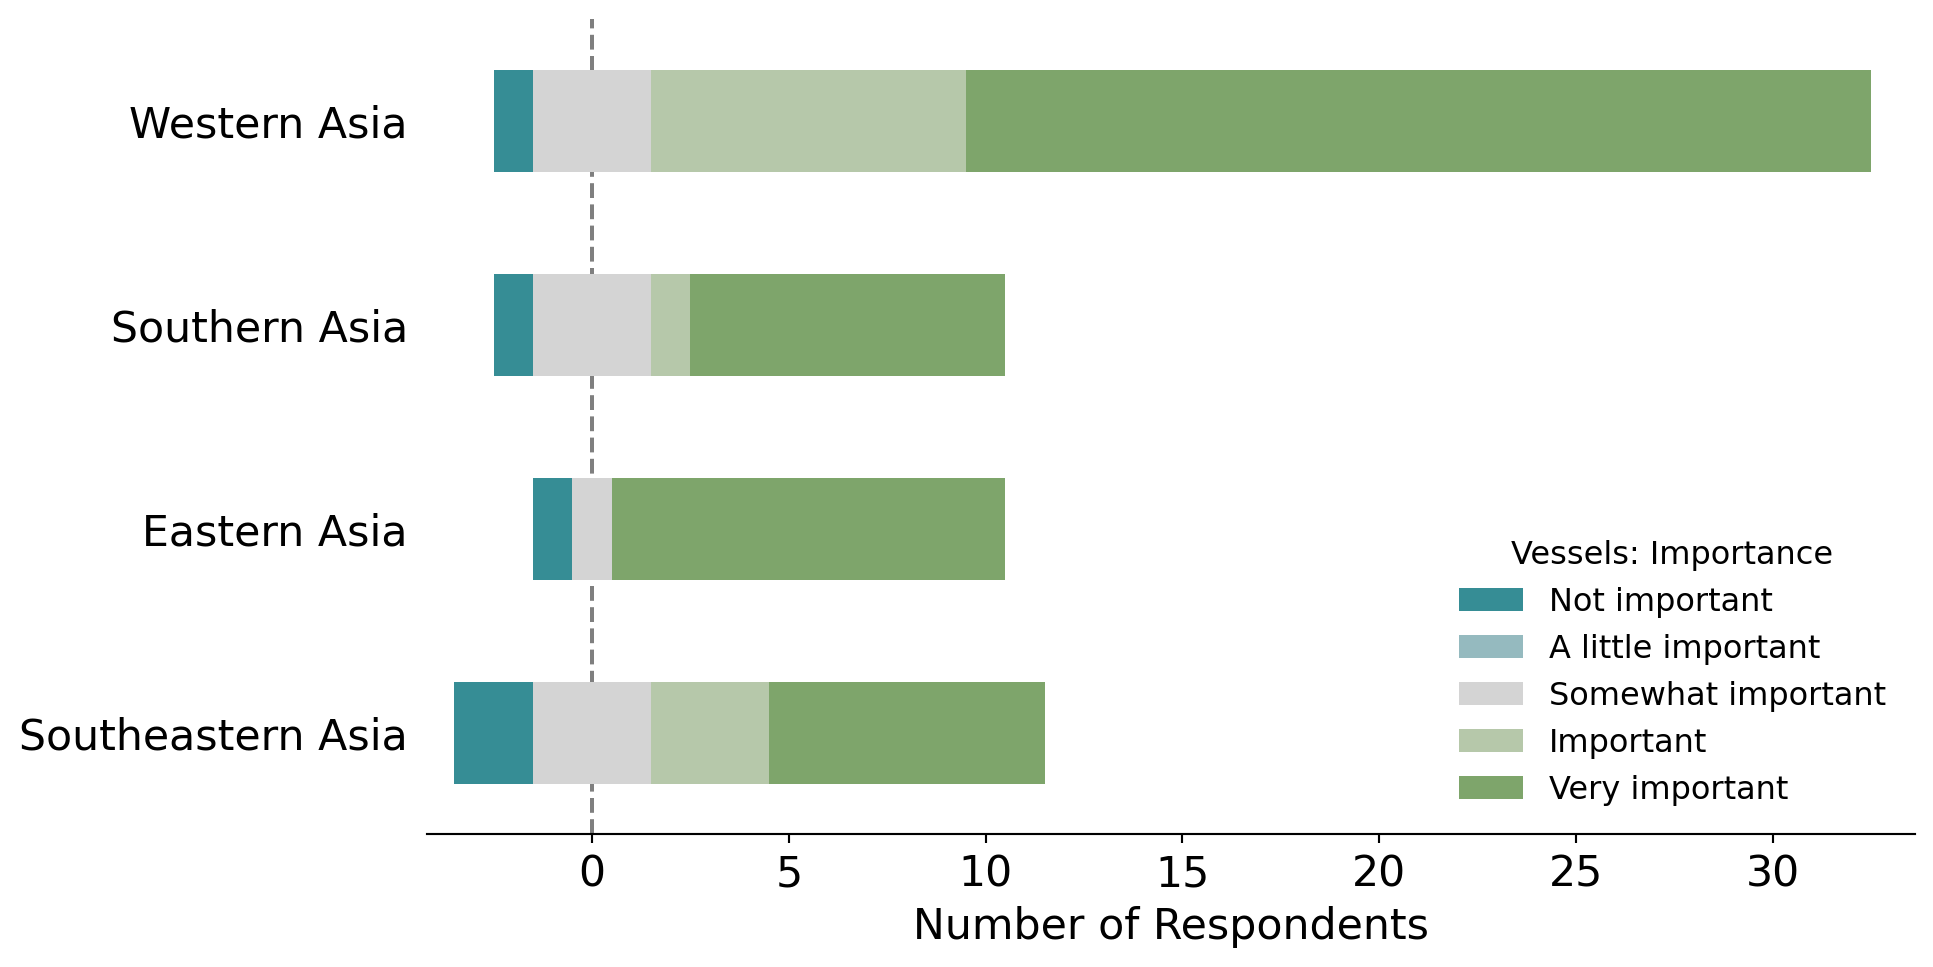 Western Asia
Southern Asia
Eastern Asia
Southeastern Asia
Vessels: Importance
Not important
A little important
Somewhat important
Important
Very important
0 5 10 15 20 25 30
Number of Respondents